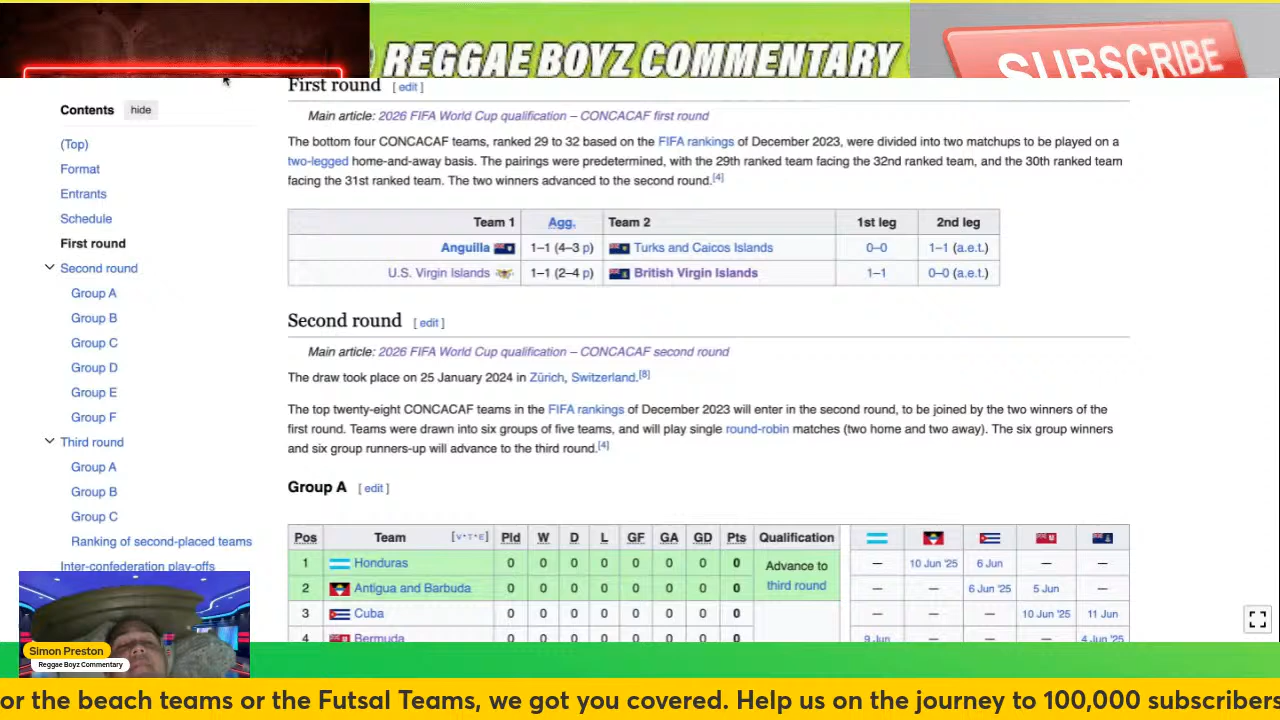 REGGAE BOYZ COMMENTARY
SUBSCRIBE
Contents hide
(Top)
Format
Entrants
Schedule
First round
Second round
Group A
Group B
Group C
Group D
Group E
Group F
Third round
Group A
Group B
Group C
Ranking of second-placed teams
Inter-confederation play-offs
First round [ edit ]
Main article: 2026 FIFA World Cup qualification – CONCACAF first round
The bottom four CONCACAF teams, ranked 29 to 32 based on the FIFA rankings of December 2023, were divided into two matchups to be played on a
two-legged home-and-away basis. The pairings were predetermined, with the 29th ranked team facing the 32nd ranked team, and the 30th ranked team
facing the 31st ranked team. The two winners advanced to the second round.[4]
Team 1 Agg. Team 2 1st leg 2nd leg
Anguilla 1–1 (4–3 p) Turks and Caicos Islands 0–0 1–1 (a.e.t.)
U.S. Virgin Islands 1–1 (2–4 p) British Virgin Islands 1–1 0–0 (a.e.t.)
Second round [ edit ]
Main article: 2026 FIFA World Cup qualification – CONCACAF second round
The draw took place on 25 January 2024 in Zürich, Switzerland.[8]
The top twenty-eight CONCACAF teams in the FIFA rankings of December 2023 will enter in the second round, to be joined by the two winners of the
first round. Teams were drawn into six groups of five teams, and will play single round-robin matches (two home and two away). The six group winners
and six group runners-up will advance to the third round.[4]
Group A [ edit ]
Pos Team [V·T·E] Pld W D L GF GA GD Pts Qualification
1 Honduras 0 0 0 0 0 0 0 0 Advance to third round — 10 Jun '25 6 Jun — —
2 Antigua and Barbuda 0 0 0 0 0 0 0 0 — — 6 Jun '25 5 Jun —
3 Cuba 0 0 0 0 0 0 0 0 — — — 10 Jun '25 11 Jun
4 Bermuda 0 0 0 0 0 0 0 0 9 Jun — — — 4 Jun '25
Simon Preston
Reggae Boyz Commentary
or the beach teams or the Futsal Teams, we got you covered. Help us on the journey to 100,000 subscribers